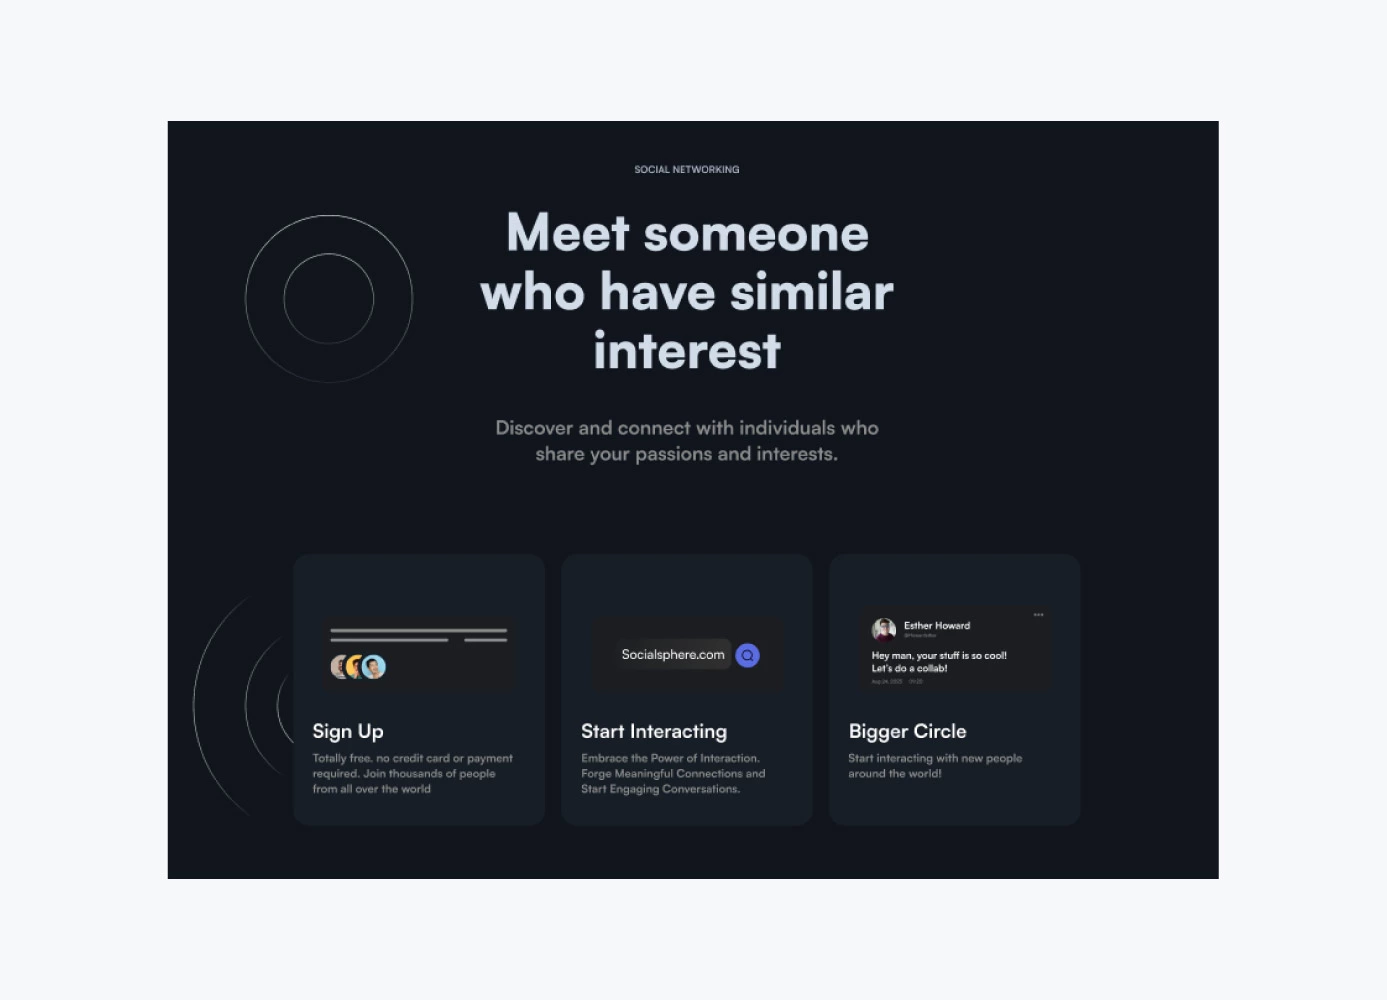 SOCIAL NETWORKING
Meet someone
who have similar
interest
Discover and connect with individuals who
share your passions and interests.
Sign Up
Totally free. no credit card or payment
required. Join thousands of people
from all over the world
Socialsphere.com
Start Interacting
Embrace the Power of Interaction.
Forge Meaningful Connections and
Start Engaging Conversations.
Esther Howard
Hey man, your stuff is so cool!
Let's do a collab!
Bigger Circle
Start interacting with new people
around the world!